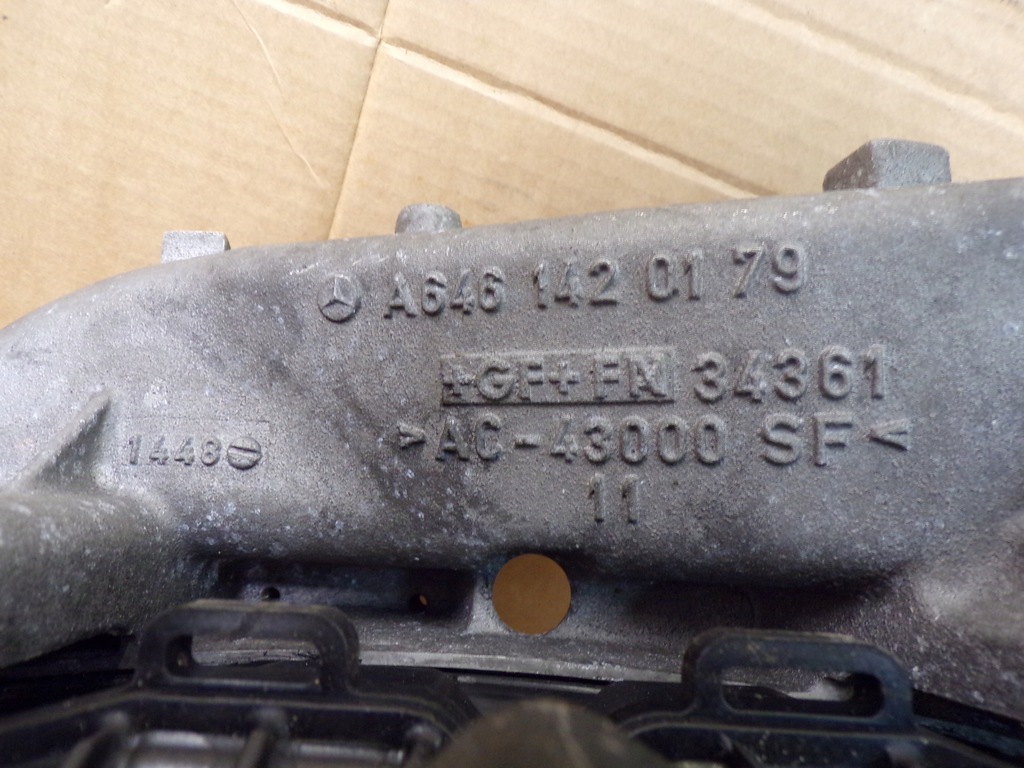 A646 142 01 79
+GF+ FN 34361
>AC-43000 SF<
11
1448